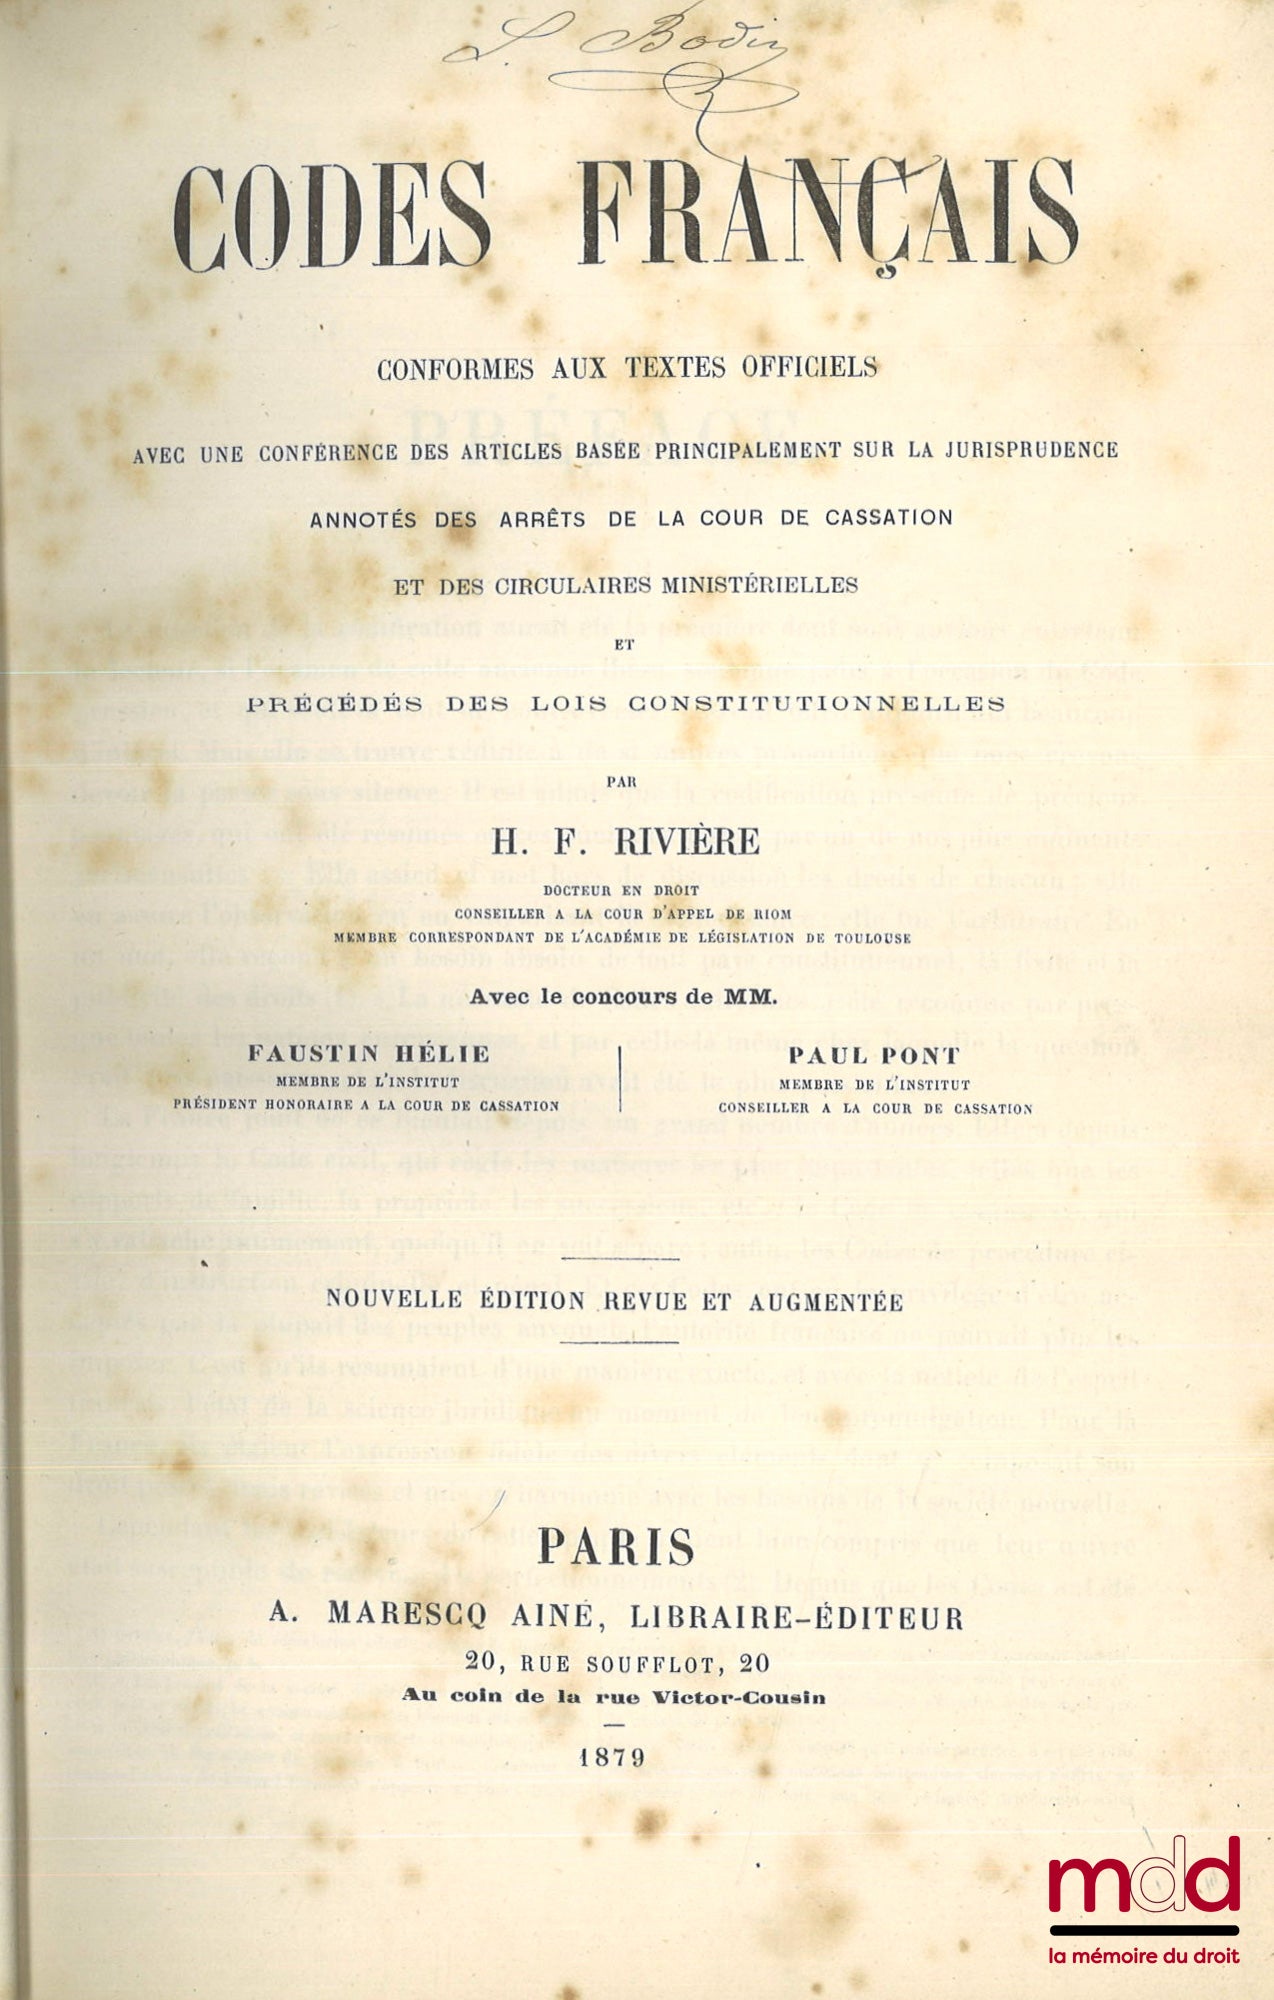 S. Bodin
CODES FRANÇAIS
CONFORMES AUX TEXTES OFFICIELS
AVEC UNE CONFÉRENCE DES ARTICLES BASÉE PRINCIPALEMENT SUR LA JURISPRUDENCE
ANNOTÉS DES ARRÊTS DE LA COUR DE CASSATION
ET DES CIRCULAIRES MINISTÉRIELLES
ET
PRÉCÉDÉS DES LOIS CONSTITUTIONNELLES
PAR
H. F. RIVIÈRE
DOCTEUR EN DROIT
CONSEILLER A LA COUR D'APPEL DE RIOM
MEMBRE CORRESPONDANT DE L'ACADÉMIE DE LÉGISLATION DE TOULOUSE
Avec le concours de MM.
FAUSTIN HÉLIE
MEMBRE DE L'INSTITUT
PRÉSIDENT HONORAIRE A LA COUR DE CASSATION
PAUL PONT
MEMBRE DE L'INSTITUT
CONSEILLER A LA COUR DE CASSATION
NOUVELLE ÉDITION REVUE ET AUGMENTÉE
PARIS
A. MARESCQ AINÉ, LIBRAIRE-ÉDITEUR
20, RUE SOUFFLOT, 20
Au coin de la rue Victor-Cousin
1879
mdd
la mémoire du droit